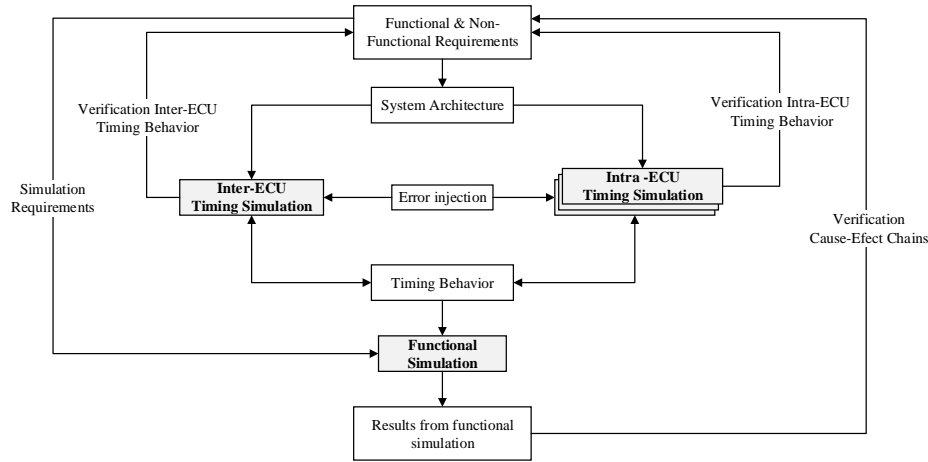 Functional & Non-
Functional Requirements
System Architecture
Verification Inter-ECU
Timing Behavior
Verification Intra-ECU
Timing Behavior
Simulation
Requirements
Inter-ECU
Timing Simulation
Error injection
Intra -ECU
Timing Simulation
Verification
Cause-Efect Chains
Timing Behavior
Functional
Simulation
Results from functional
simulation